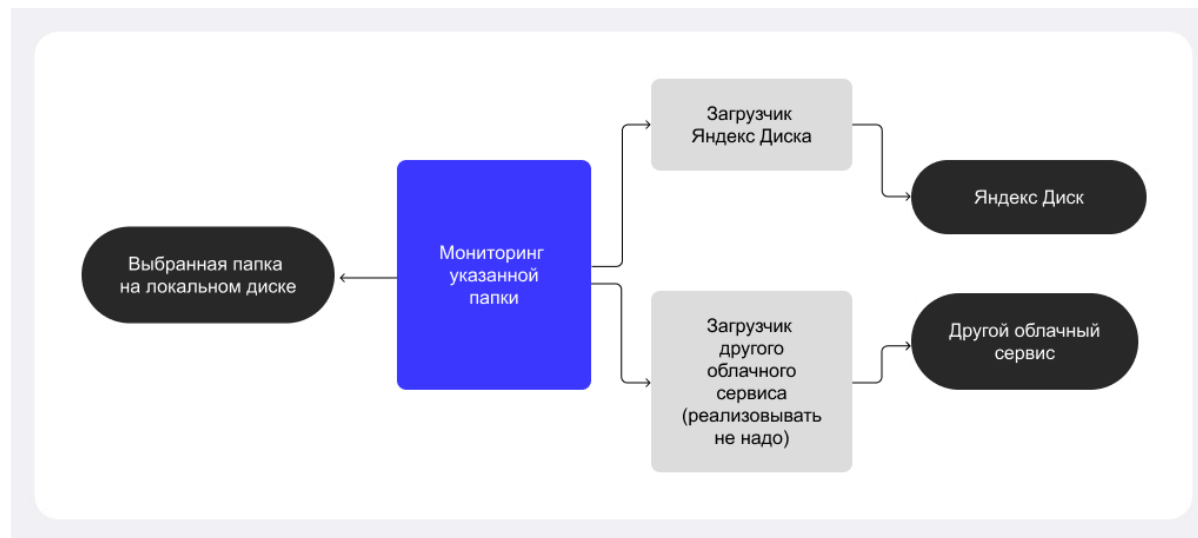 Выбранная папка
на локальном диске
Мониторинг
указанной
папки
Загрузчик
Яндекс Диска
Яндекс Диск
Загрузчик
другого
облачного
сервиса
(реализовывать
не надо)
Другой облачный
сервис